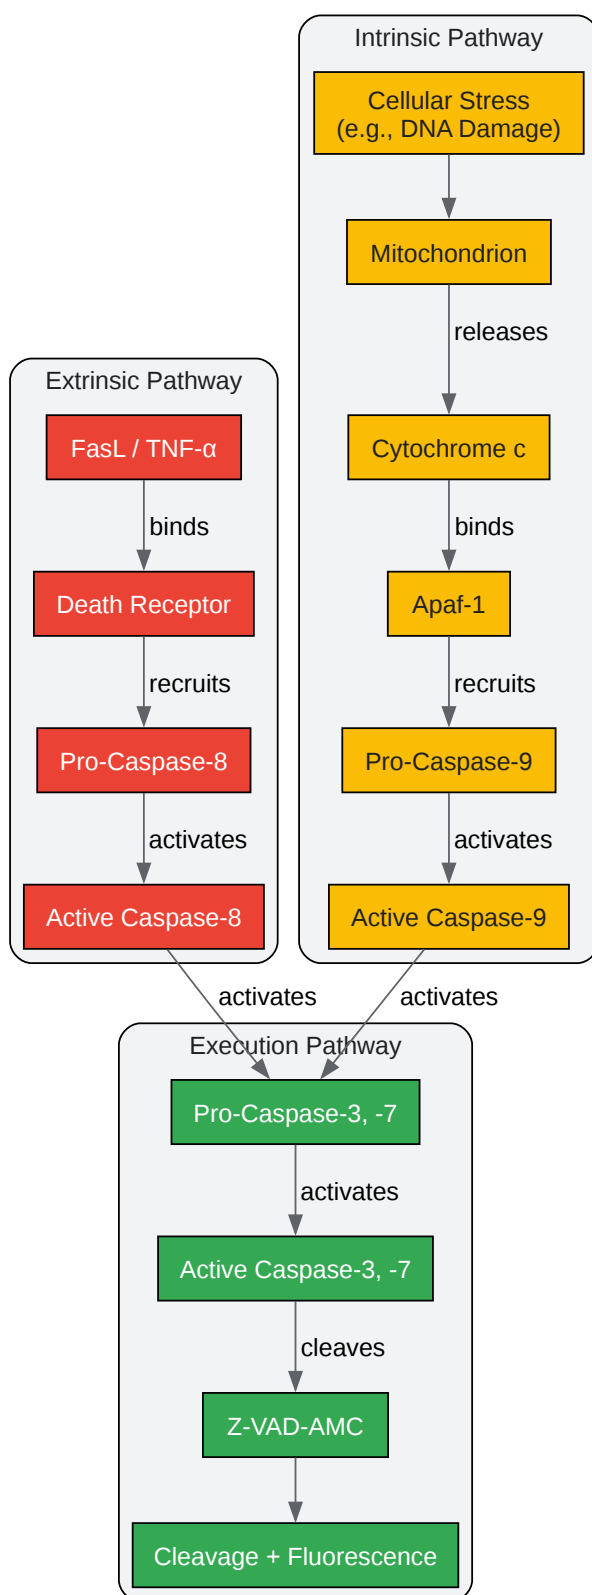 Intrinsic Pathway
Cellular Stress
(e.g., DNA Damage)
Mitochondrion
releases
Cytochrome c
binds
Apaf-1
recruits
Pro-Caspase-9
activates
Active Caspase-9
activates
Extrinsic Pathway
FasL / TNF-α
binds
Death Receptor
recruits
Pro-Caspase-8
activates
Active Caspase-8
activates
Execution Pathway
Pro-Caspase-3, -7
activates
Active Caspase-3, -7
cleaves
Z-VAD-AMC
Cleavage + Fluorescence